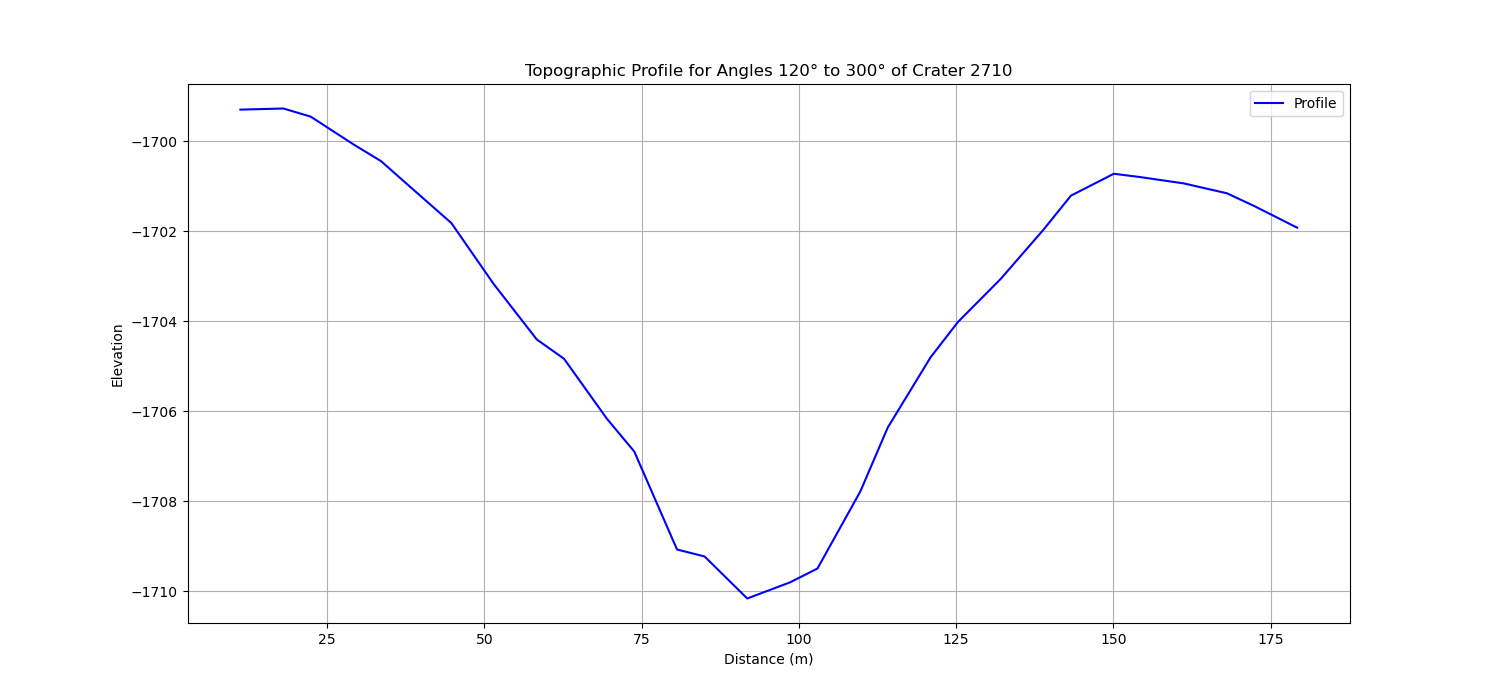 Topographic Profile for Angles 120° to 300° of Crater 2710
Profile
Elevation
−1700
−1702
−1704
−1706
−1708
−1710
25 50 75 100 125 150 175
Distance (m)